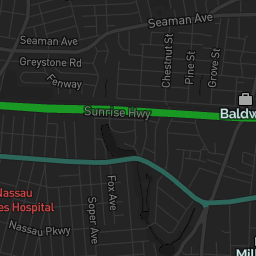 Seaman Ave
Seaman Ave
Greystone Rd
Fenway
Chestnut St
Pine St
Grove St
Sunrise Hwy
Baldw
Nassau
es Hospital
Fox Ave
Soper Ave
Nassau Pkwy
Mill